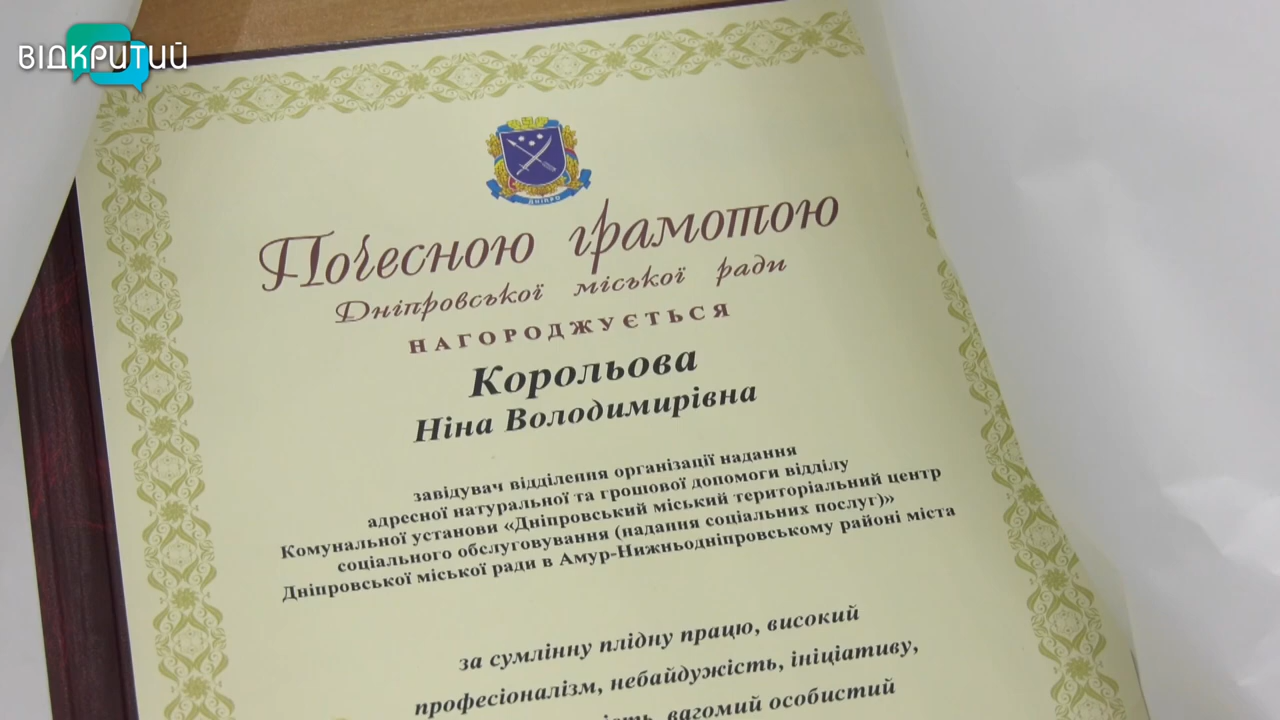 ВІДКРИТИЙ
ДНІПРО
Почесною грамотою
Дніпровської міської ради
НАГОРОДЖУЄТЬСЯ
Корольова
Ніна Володимирівна
завідувач відділення організації надання
адресної натуральної та грошової допомоги відділу
Комунальної установи «Дніпровський міський територіальний центр
соціального обслуговування (надання соціальних послуг)»
Дніпровської міської ради в Амур-Нижньодніпровському районі міста
за сумлінну плідну працю, високий
професіоналізм, небайдужість, ініціативу,
вагомий особистий